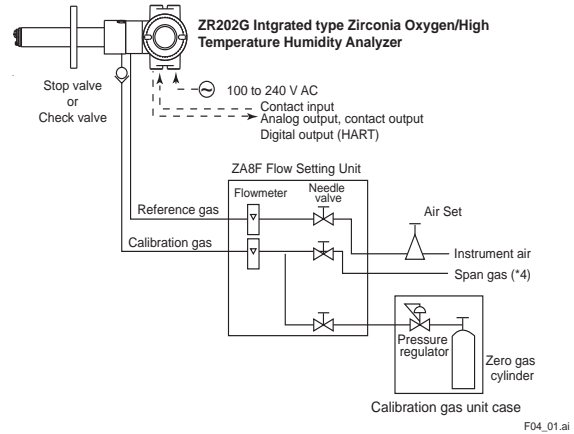 ZR202G Intgrated type Zirconia Oxygen/High
Temperature Humidity Analyzer
Stop valve
or
Check valve
100 to 240 V AC
Contact input
Analog output, contact output
Digital output (HART)
ZA8F Flow Setting Unit
Flowmeter
Needle
valve
Reference gas
Air Set
Calibration gas
Instrument air
Span gas (*4)
Pressure
regulator
Zero gas
cylinder
Calibration gas unit case
F04_01.ai